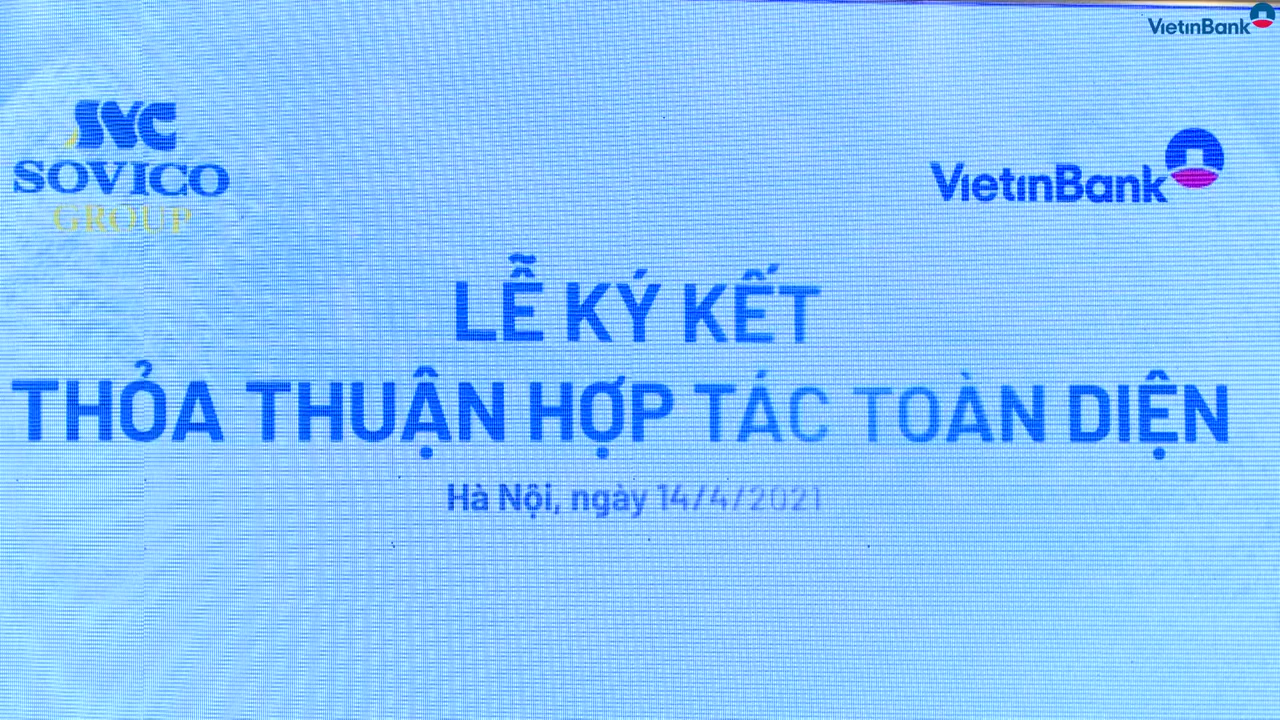 VietinBank
SVC
SOVICO
GROUP
VietinBank
LỄ KÝ KẾT
THỎA THUẬN HỢP TÁC TOÀN DIỆN
Hà Nội, ngày 14/4/2021